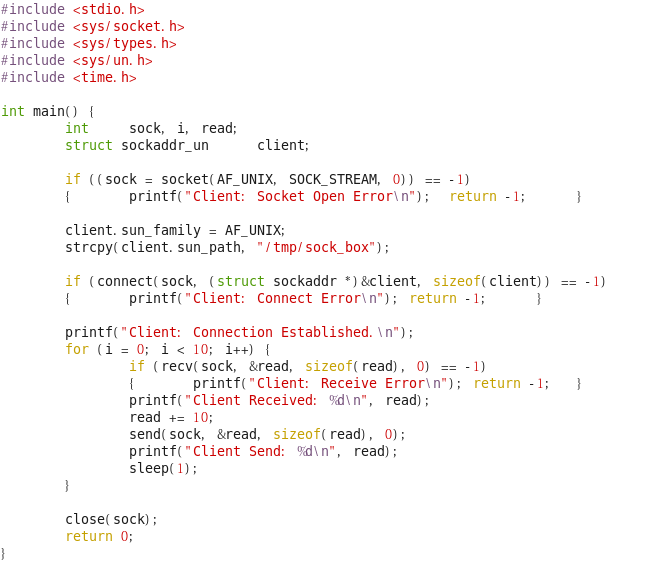 #include <stdio.h>
#include <sys/socket.h>
#include <sys/types.h>
#include <sys/un.h>
#include <time.h>

int main() {
        int     sock, i, read;
        struct sockaddr_un      client;

        if ((sock = socket(AF_UNIX, SOCK_STREAM, 0)) == -1)
        {       printf("Client: Socket Open Error\n");  return -1;      }

        client.sun_family = AF_UNIX;
        strcpy(client.sun_path, "/tmp/sock_box");

        if (connect(sock, (struct sockaddr *)&client, sizeof(client)) == -1)
        {       printf("Client: Connect Error\n"); return -1;      }

        printf("Client: Connection Established.\n");
        for (i = 0; i < 10; i++) {
                if (recv(sock, &read, sizeof(read), 0) == -1)
                {       printf("Client: Receive Error\n"); return -1;   }
                printf("Client Received: %d\n", read);
                read += 10;
                send(sock, &read, sizeof(read), 0);
                printf("Client Send: %d\n", read);
                sleep(1);
        }

        close(sock);
        return 0;
}